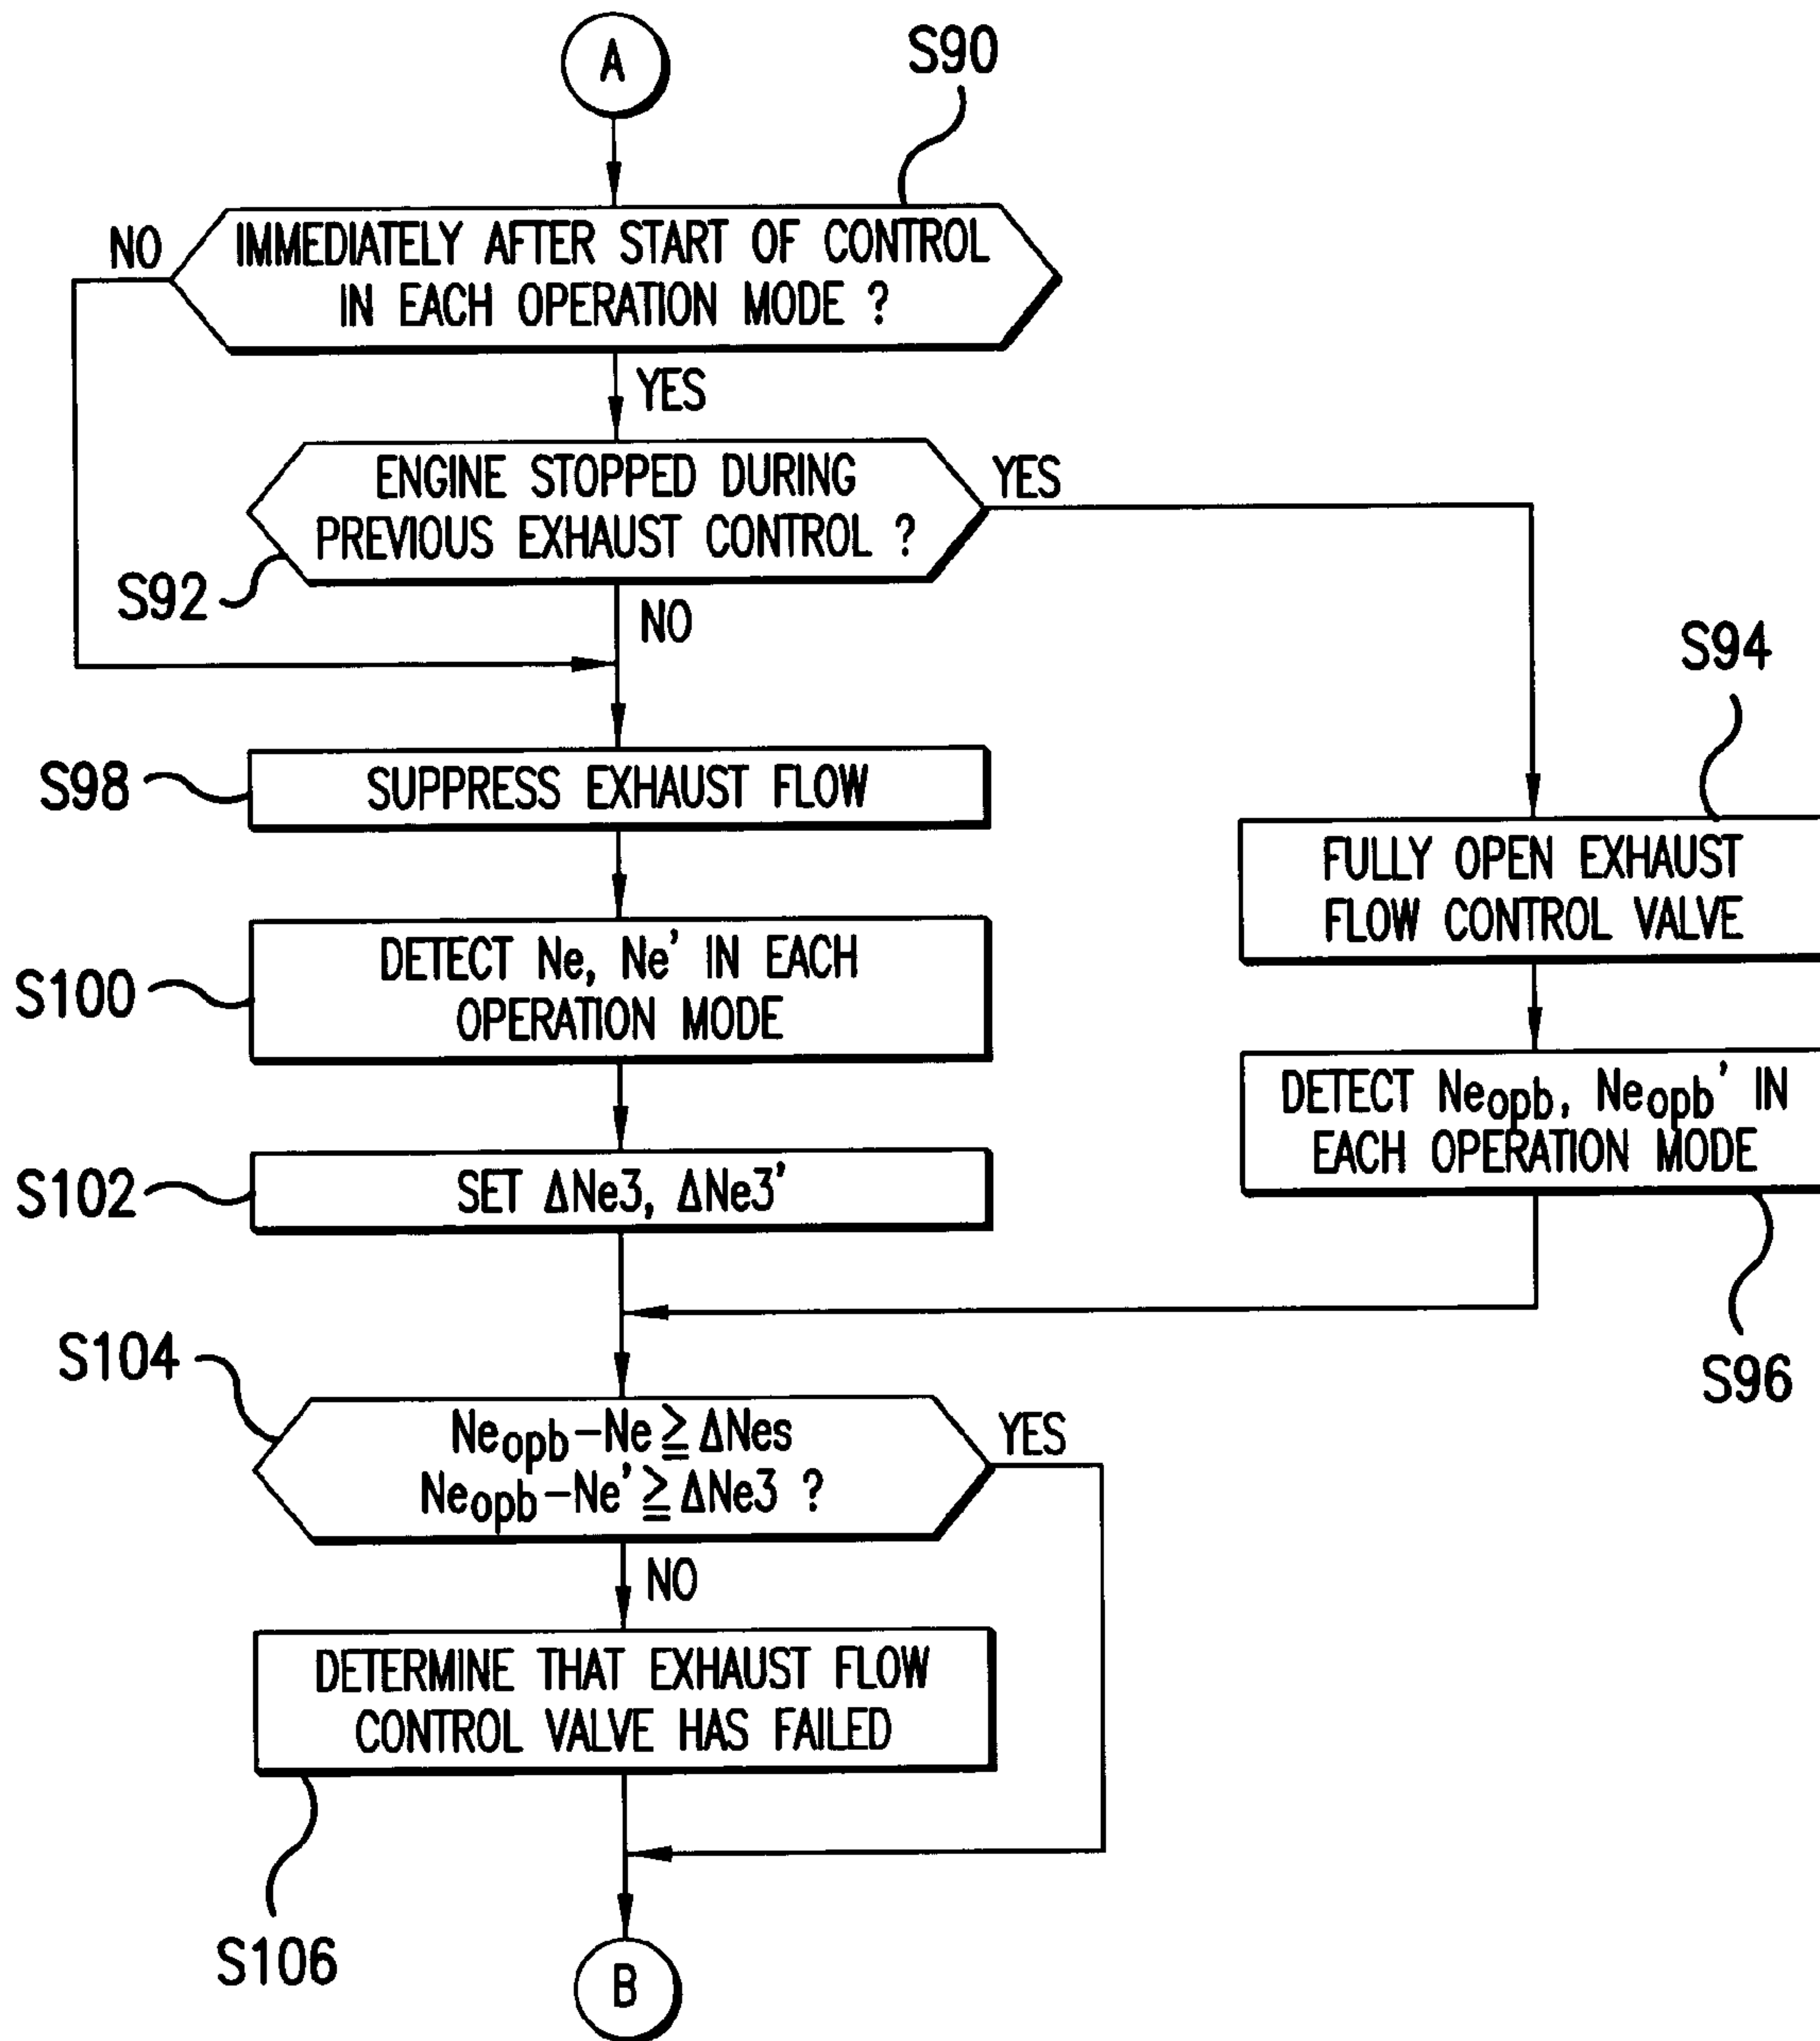 A
S90
NO
IMMEDIATELY AFTER START OF CONTROL
IN EACH OPERATION MODE ?
YES
ENGINE STOPPED DURING
PREVIOUS EXHAUST CONTROL ?
YES
S92
NO
S94
S98
SUPPRESS EXHAUST FLOW
FULLY OPEN EXHAUST
FLOW CONTROL VALVE
S100
DETECT Ne, Ne' IN EACH
OPERATION MODE
DETECT Neopb, Neopb' IN
EACH OPERATION MODE
S102
SET ΔNe3, ΔNe3'
S96
S104
Neopb-Ne≧ΔNes
Neopb-Ne'≧ΔNe3 ?
YES
NO
DETERMINE THAT EXHAUST FLOW
CONTROL VALVE HAS FAILED
S106
B